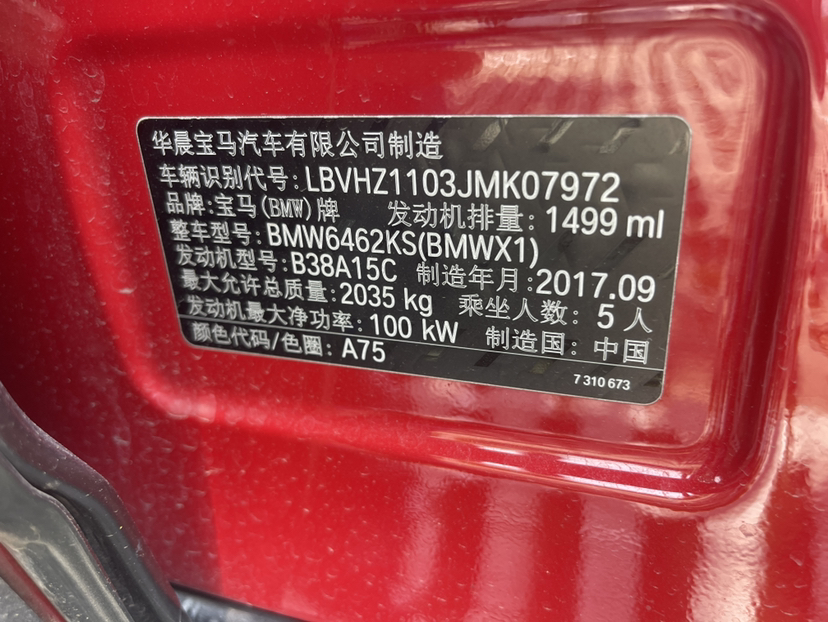 华晨宝马汽车有限公司制造
车辆识别代号: LBVHZ1103JMK07972
品牌: 宝马(BMW)牌 发动机排量: 1499 ml
整车型号: BMW6462KS(BMWX1)
发动机型号: B38A15C 制造年月: 2017.09
最大允许总质量: 2035 kg 乘坐人数: 5 人
发动机最大净功率: 100 kW 制造国: 中国
颜色代码/色圈: A75
7 310 673